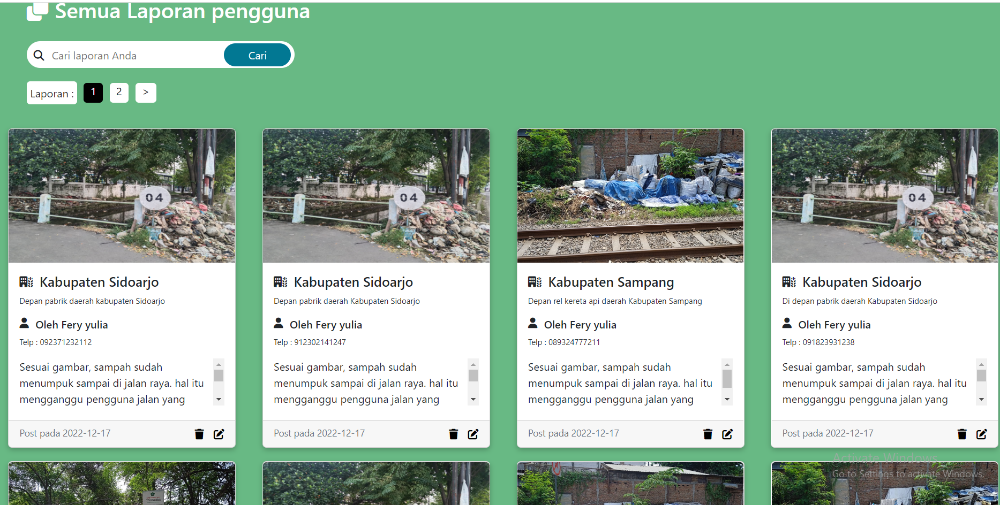 Semua Laporan pengguna
Cari laporan Anda
Cari
Laporan : 1 2 >
04
04
04
Kabupaten Sidoarjo
Depan pabrik daerah kabupaten Sidoarjo
Oleh Fery yulia
Telp : 092371232112
Sesuai gambar, sampah sudah
menumpuk sampai di jalan raya. hal itu
mengganggu pengguna jalan yang
Post pada 2022-12-17
Kabupaten Sidoarjo
Depan pabrik daerah Kabupaten Sidoarjo
Oleh Fery yulia
Telp : 912302141247
Sesuai gambar, sampah sudah
menumpuk sampai di jalan raya. hal itu
mengganggu pengguna jalan yang
Post pada 2022-12-17
Kabupaten Sampang
Depan rel kereta api daerah Kabupaten Sampang
Oleh Fery yulia
Telp : 089324777211
Sesuai gambar, sampah sudah
menumpuk sampai di jalan raya. hal itu
mengganggu pengguna jalan yang
Post pada 2022-12-17
Kabupaten Sidoarjo
Di depan pabrik daerah Kabupaten Sidoarjo
Oleh Fery yulia
Telp : 091823931238
Sesuai gambar, sampah sudah
menumpuk sampai di jalan raya. hal itu
mengganggu pengguna jalan yang
Post pada 2022-12-17
Activate Windows
Go to Settings to activate Windows.